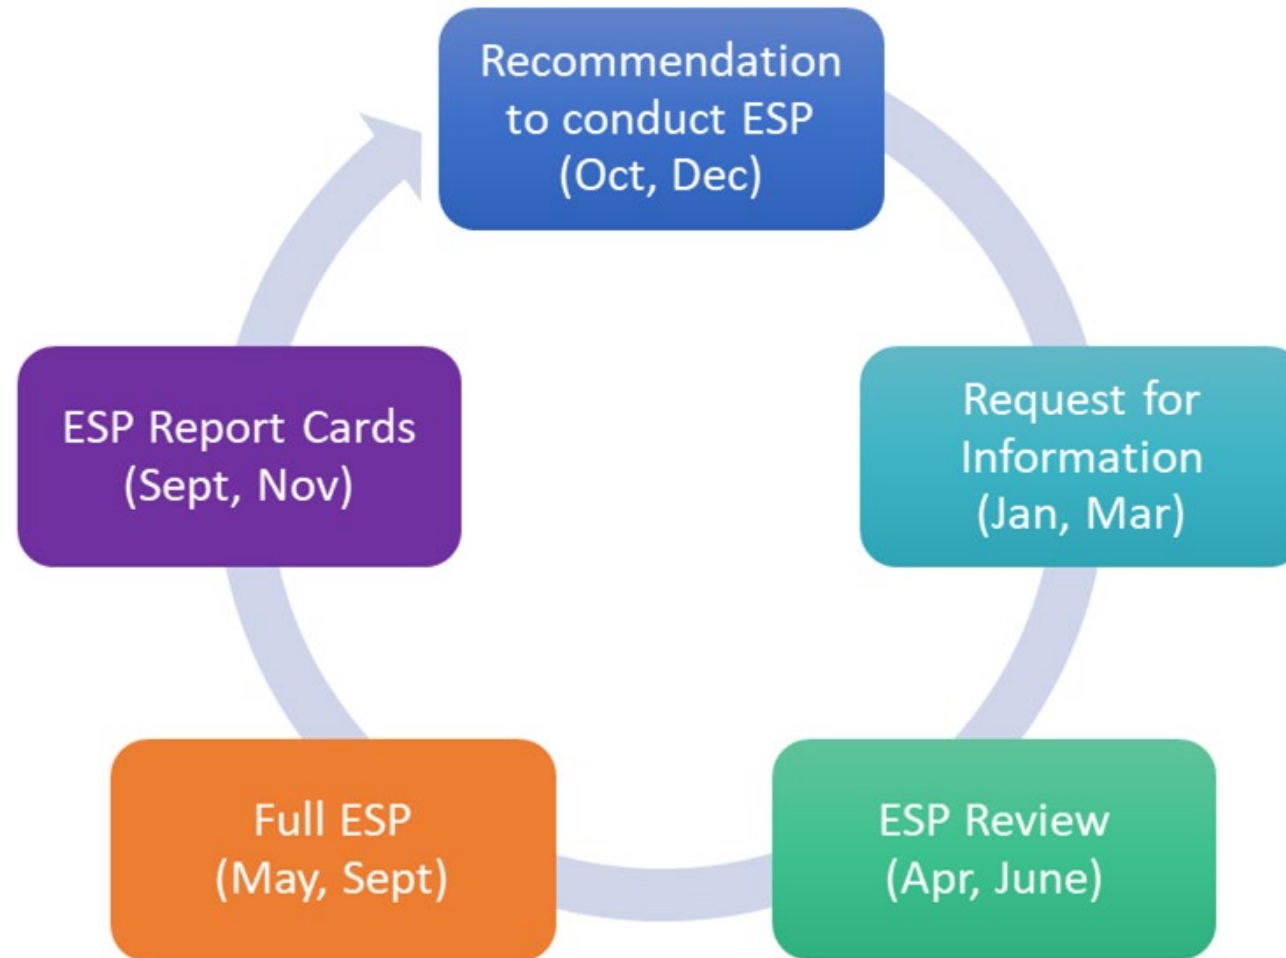 Recommendation
to conduct ESP
(Oct, Dec)
Request for
Information
(Jan, Mar)
ESP Review
(Apr, June)
Full ESP
(May, Sept)
ESP Report Cards
(Sept, Nov)